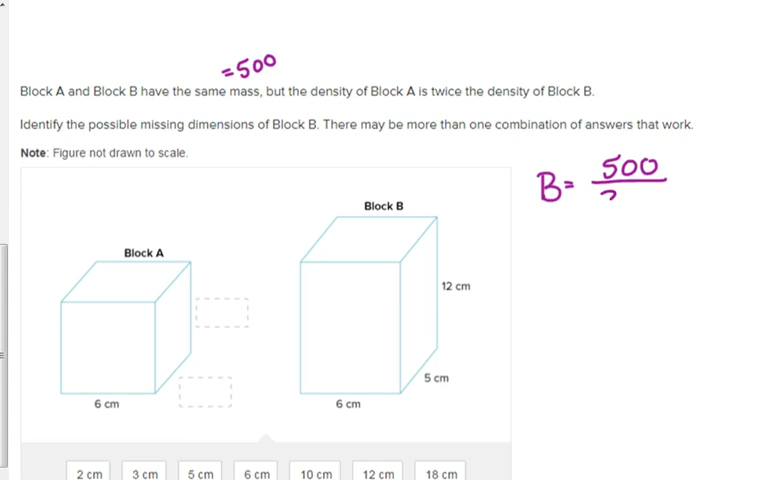 =500
Block A and Block B have the same mass, but the density of Block A is twice the density of Block B.
Identify the possible missing dimensions of Block B. There may be more than one combination of answers that work.
Note: Figure not drawn to scale.
B= 500
Block B
Block A
12 cm
5 cm
6 cm
6 cm
2 cm 3 cm 5 cm 6 cm 10 cm 12 cm 18 cm